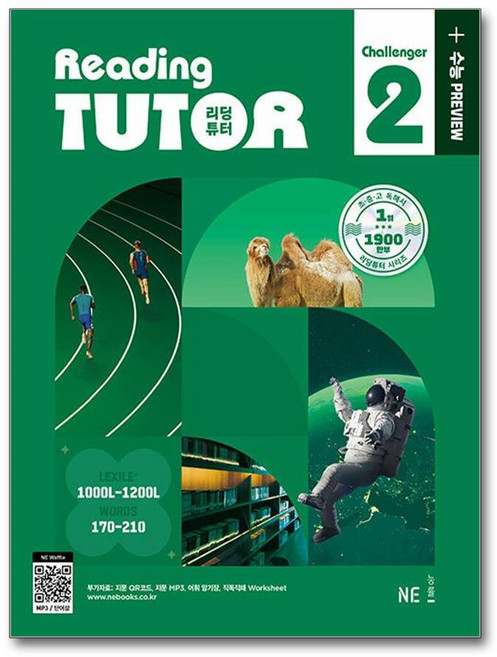 Reading
TUTOR
리딩
튜터
Challenger
2
+ 수능 PREVIEW
초·중·고 독해서
1위
1900
만부
리딩튜터 시리즈
LEXILE®
1000L-1200L
WORDS
170-210
NE Waffle
MP3 / 단어장
부가자료: 지문 QR코드, 지문 MP3, 어휘 암기장, 직독직해 Worksheet
www.nebooks.co.kr
NE 능률